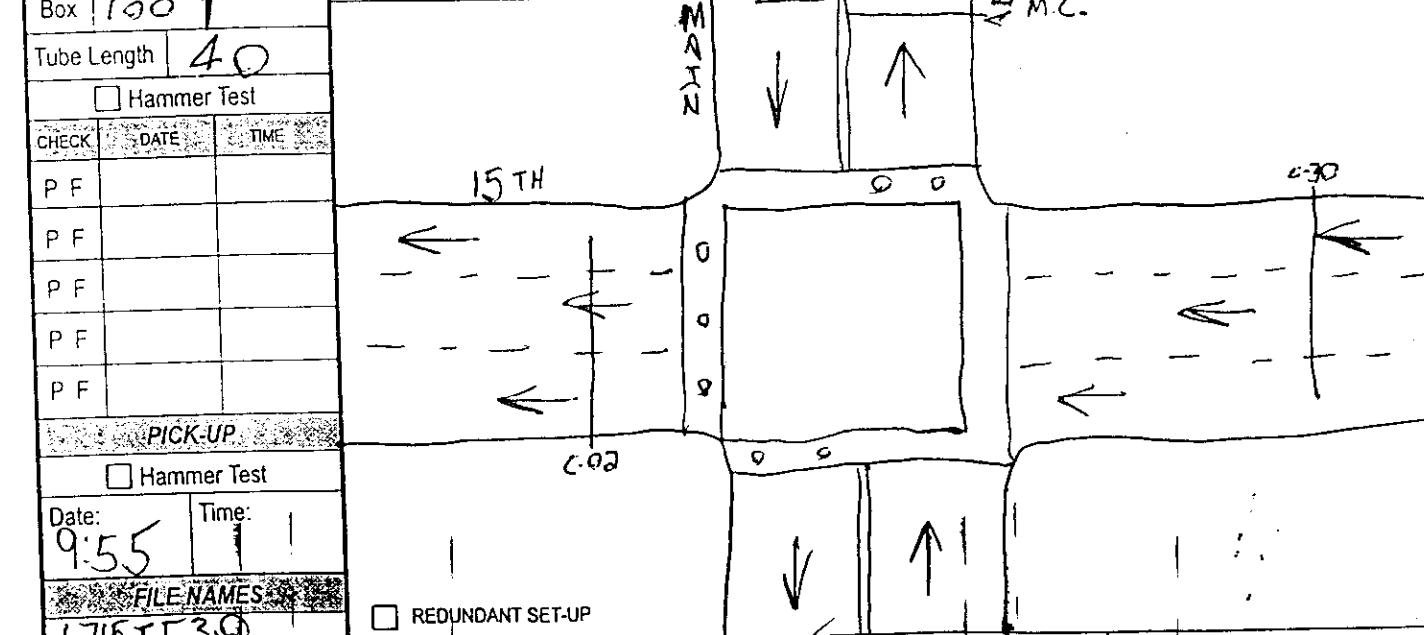 Box 100
Tube Length 40
Hammer Test
CHECK DATE TIME
P F
P F
P F
P F
P F
PICK-UP
Hammer Test
Date: Time:
9:55
FILE NAMES
REDUNDANT SET-UP
M.C.
MAIN
15TH
C-30
C-02